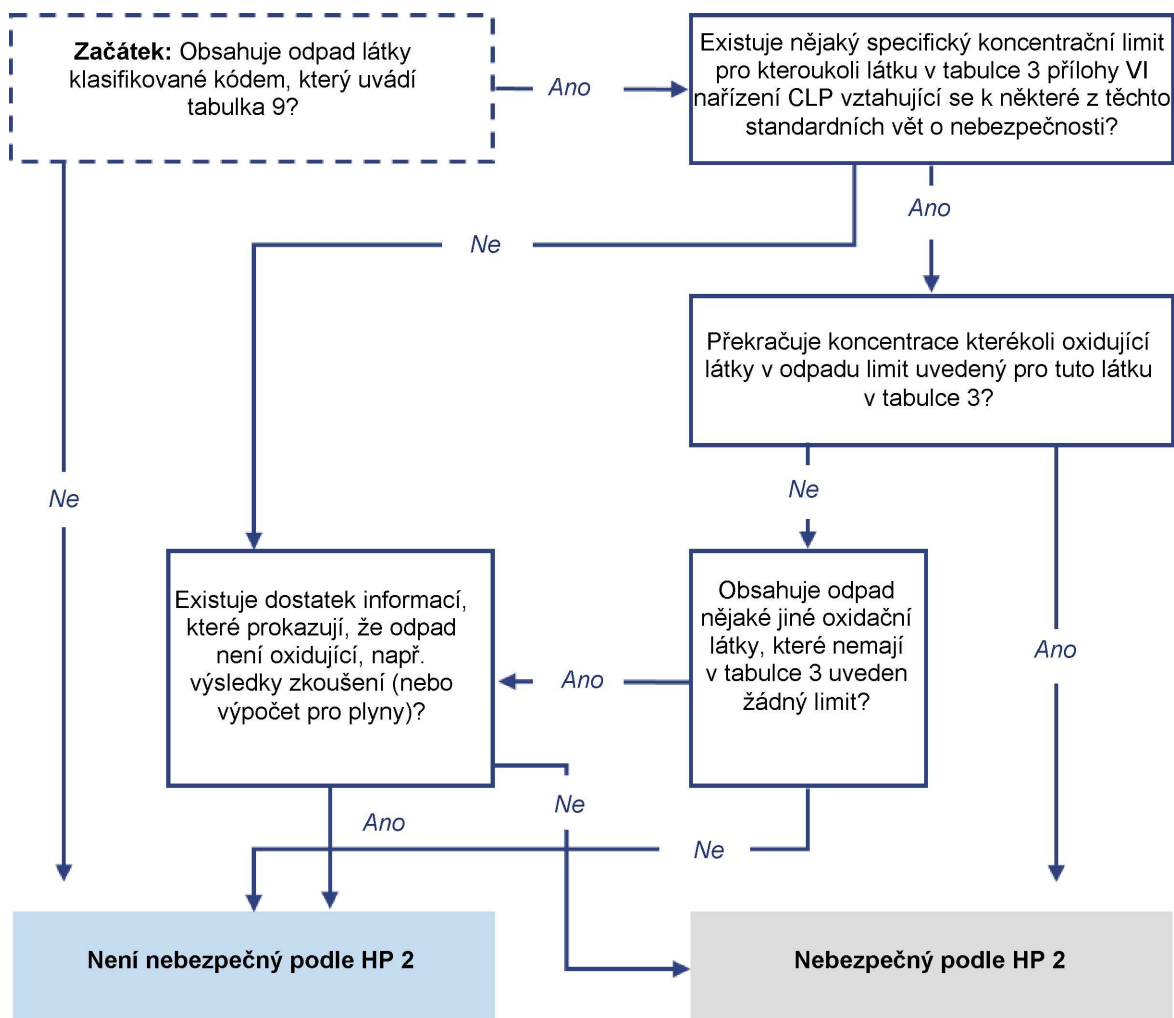 Začátek: Obsahuje odpad látky
klasifikované kódem, který uvádí
tabulka 9?
Ano
Existuje nějaký specifický koncentrační limit
pro kteroukoli látku v tabulce 3 přílohy VI
nařízení CLP vztahující se k některé z těchto
standardních vět o nebezpečnosti?
Ne
Ano
Překračuje koncentrace kterékoli oxidující
látky v odpadu limit uvedený pro tuto látku
v tabulce 3?
Ne
Ne
Existuje dostatek informací,
které prokazují, že odpad
není oxidující, např.
výsledky zkoušení (nebo
výpočet pro plyny)?
Ano
Obsahuje odpad
nějaké jiné oxidační
látky, které nemají
v tabulce 3 uveden
žádný limit?
Ano
Ano
Ne
Ne
Není nebezpečný podle HP 2
Nebezpečný podle HP 2